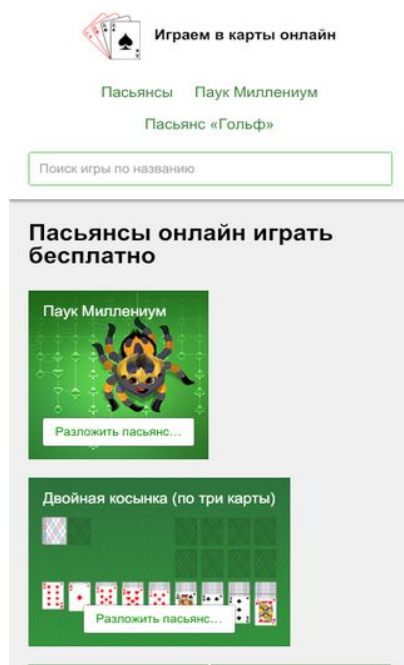 Играем в карты онлайн
Пасьянсы Паук Миллениум
Пасьянс «Гольф»
Поиск игры по названию
Пасьянсы онлайн играть
бесплатно
Паук Миллениум
Разложить пасьянс...
Двойная косынка (по три карты)
Разложить пасьянс...